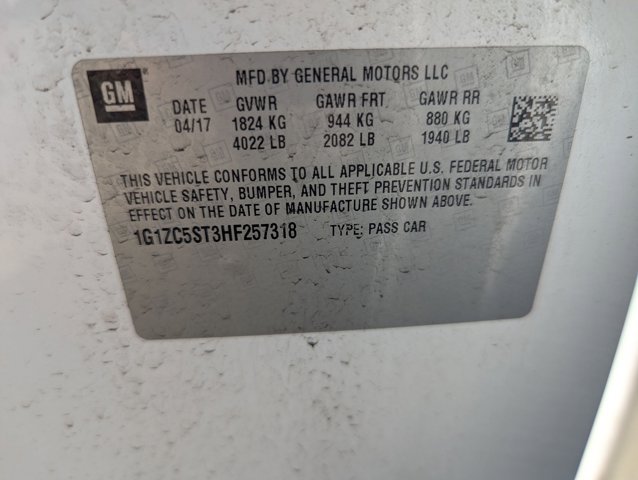 GM
MFD BY GENERAL MOTORS LLC
DATE GVWR GAWR FRT GAWR RR
04/17 1824 KG 944 KG 880 KG
4022 LB 2082 LB 1940 LB
THIS VEHICLE CONFORMS TO ALL APPLICABLE U.S. FEDERAL MOTOR
VEHICLE SAFETY, BUMPER, AND THEFT PREVENTION STANDARDS IN
EFFECT ON THE DATE OF MANUFACTURE SHOWN ABOVE.
1G1ZC5ST3HF257318 TYPE: PASS CAR